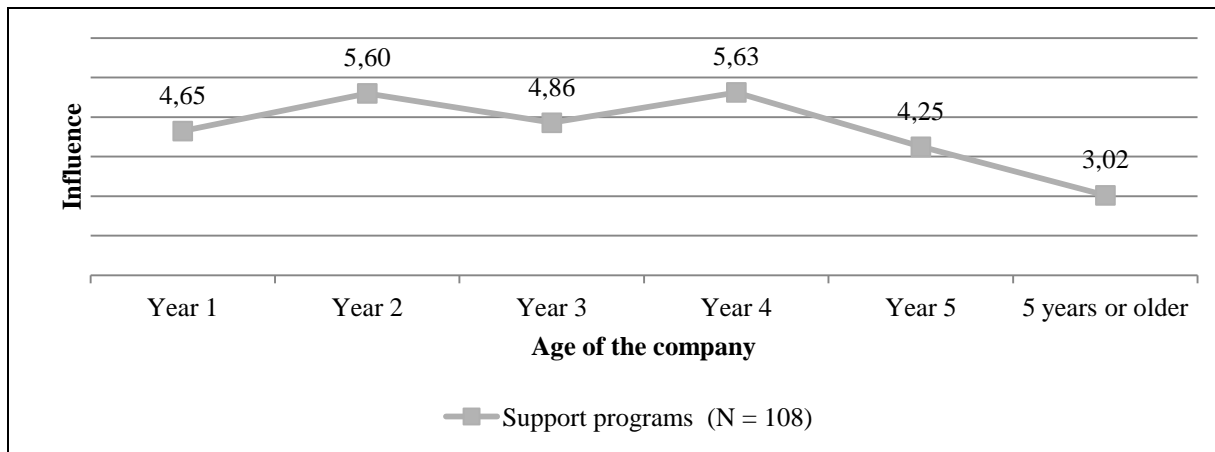 4,65
5,60
4,86
5,63
4,25
3,02
Influence
Year 1 Year 2 Year 3 Year 4 Year 5 5 years or older
Age of the company
Support programs (N = 108)